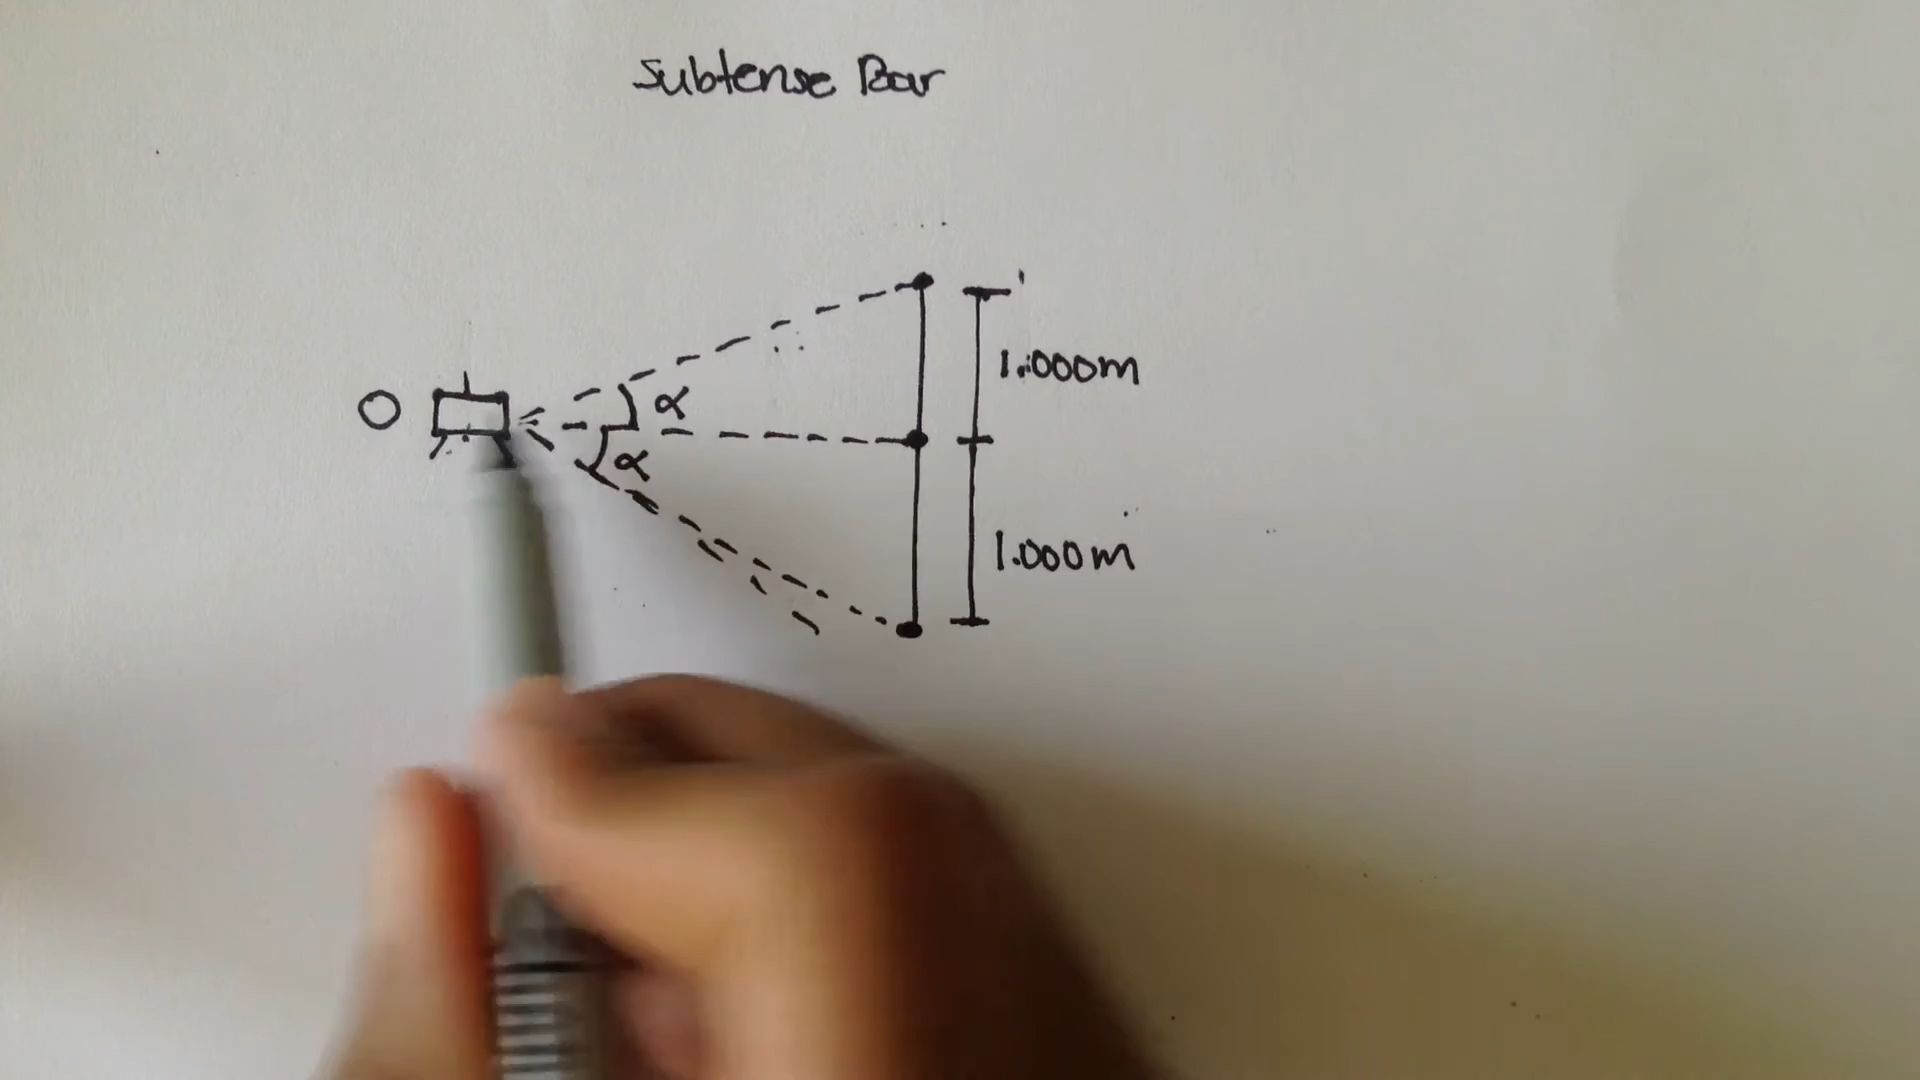 Subtense Bar
1.000m
O
α
α
1.000m